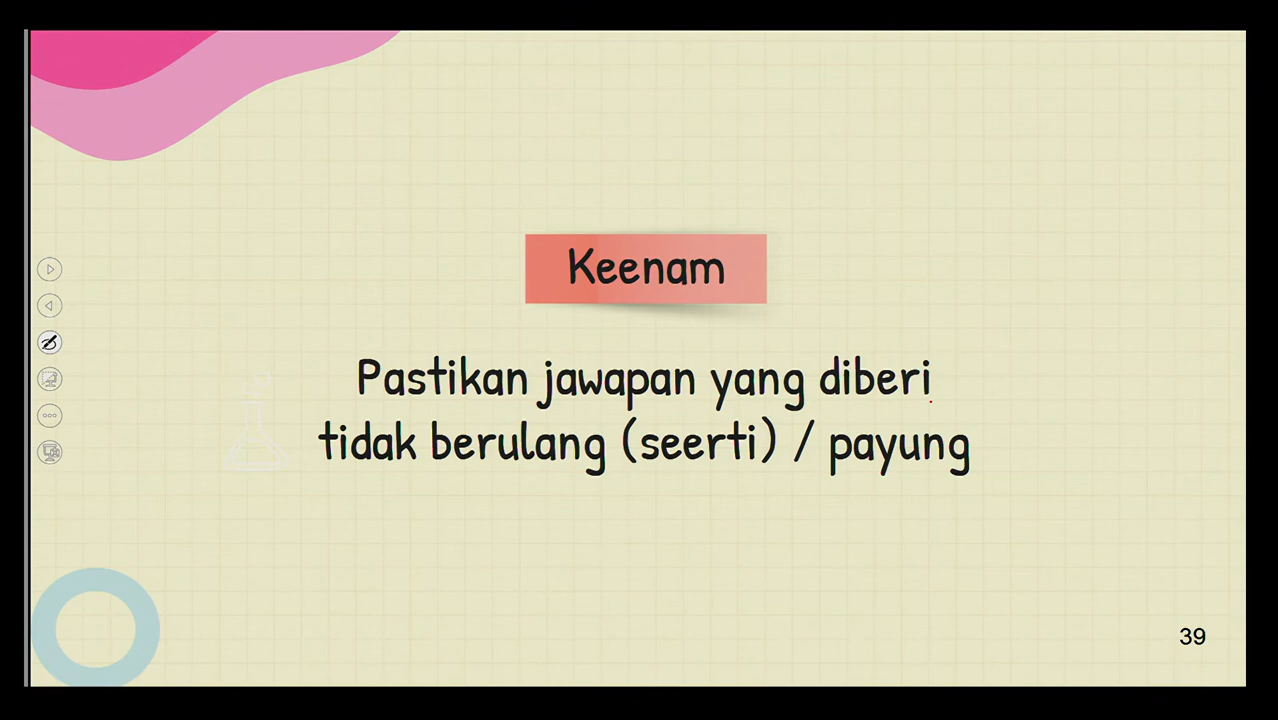 Keenam
Pastikan jawapan yang diberi
tidak berulang (seerti) / payung
39